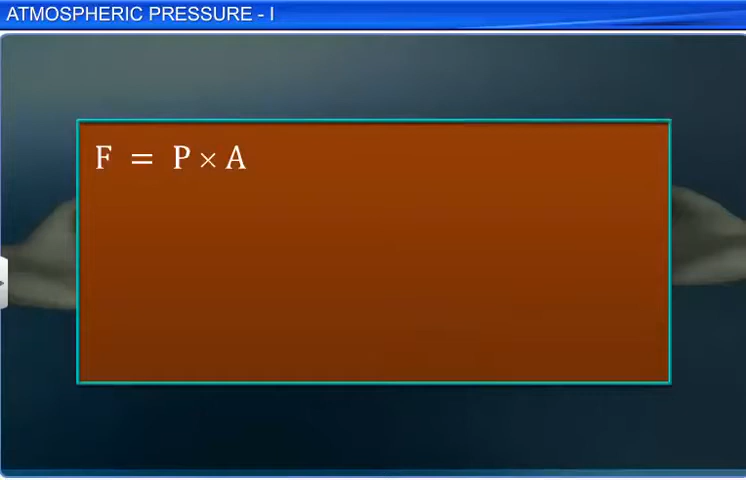 ATMOSPHERIC PRESSURE - I
F = P × A